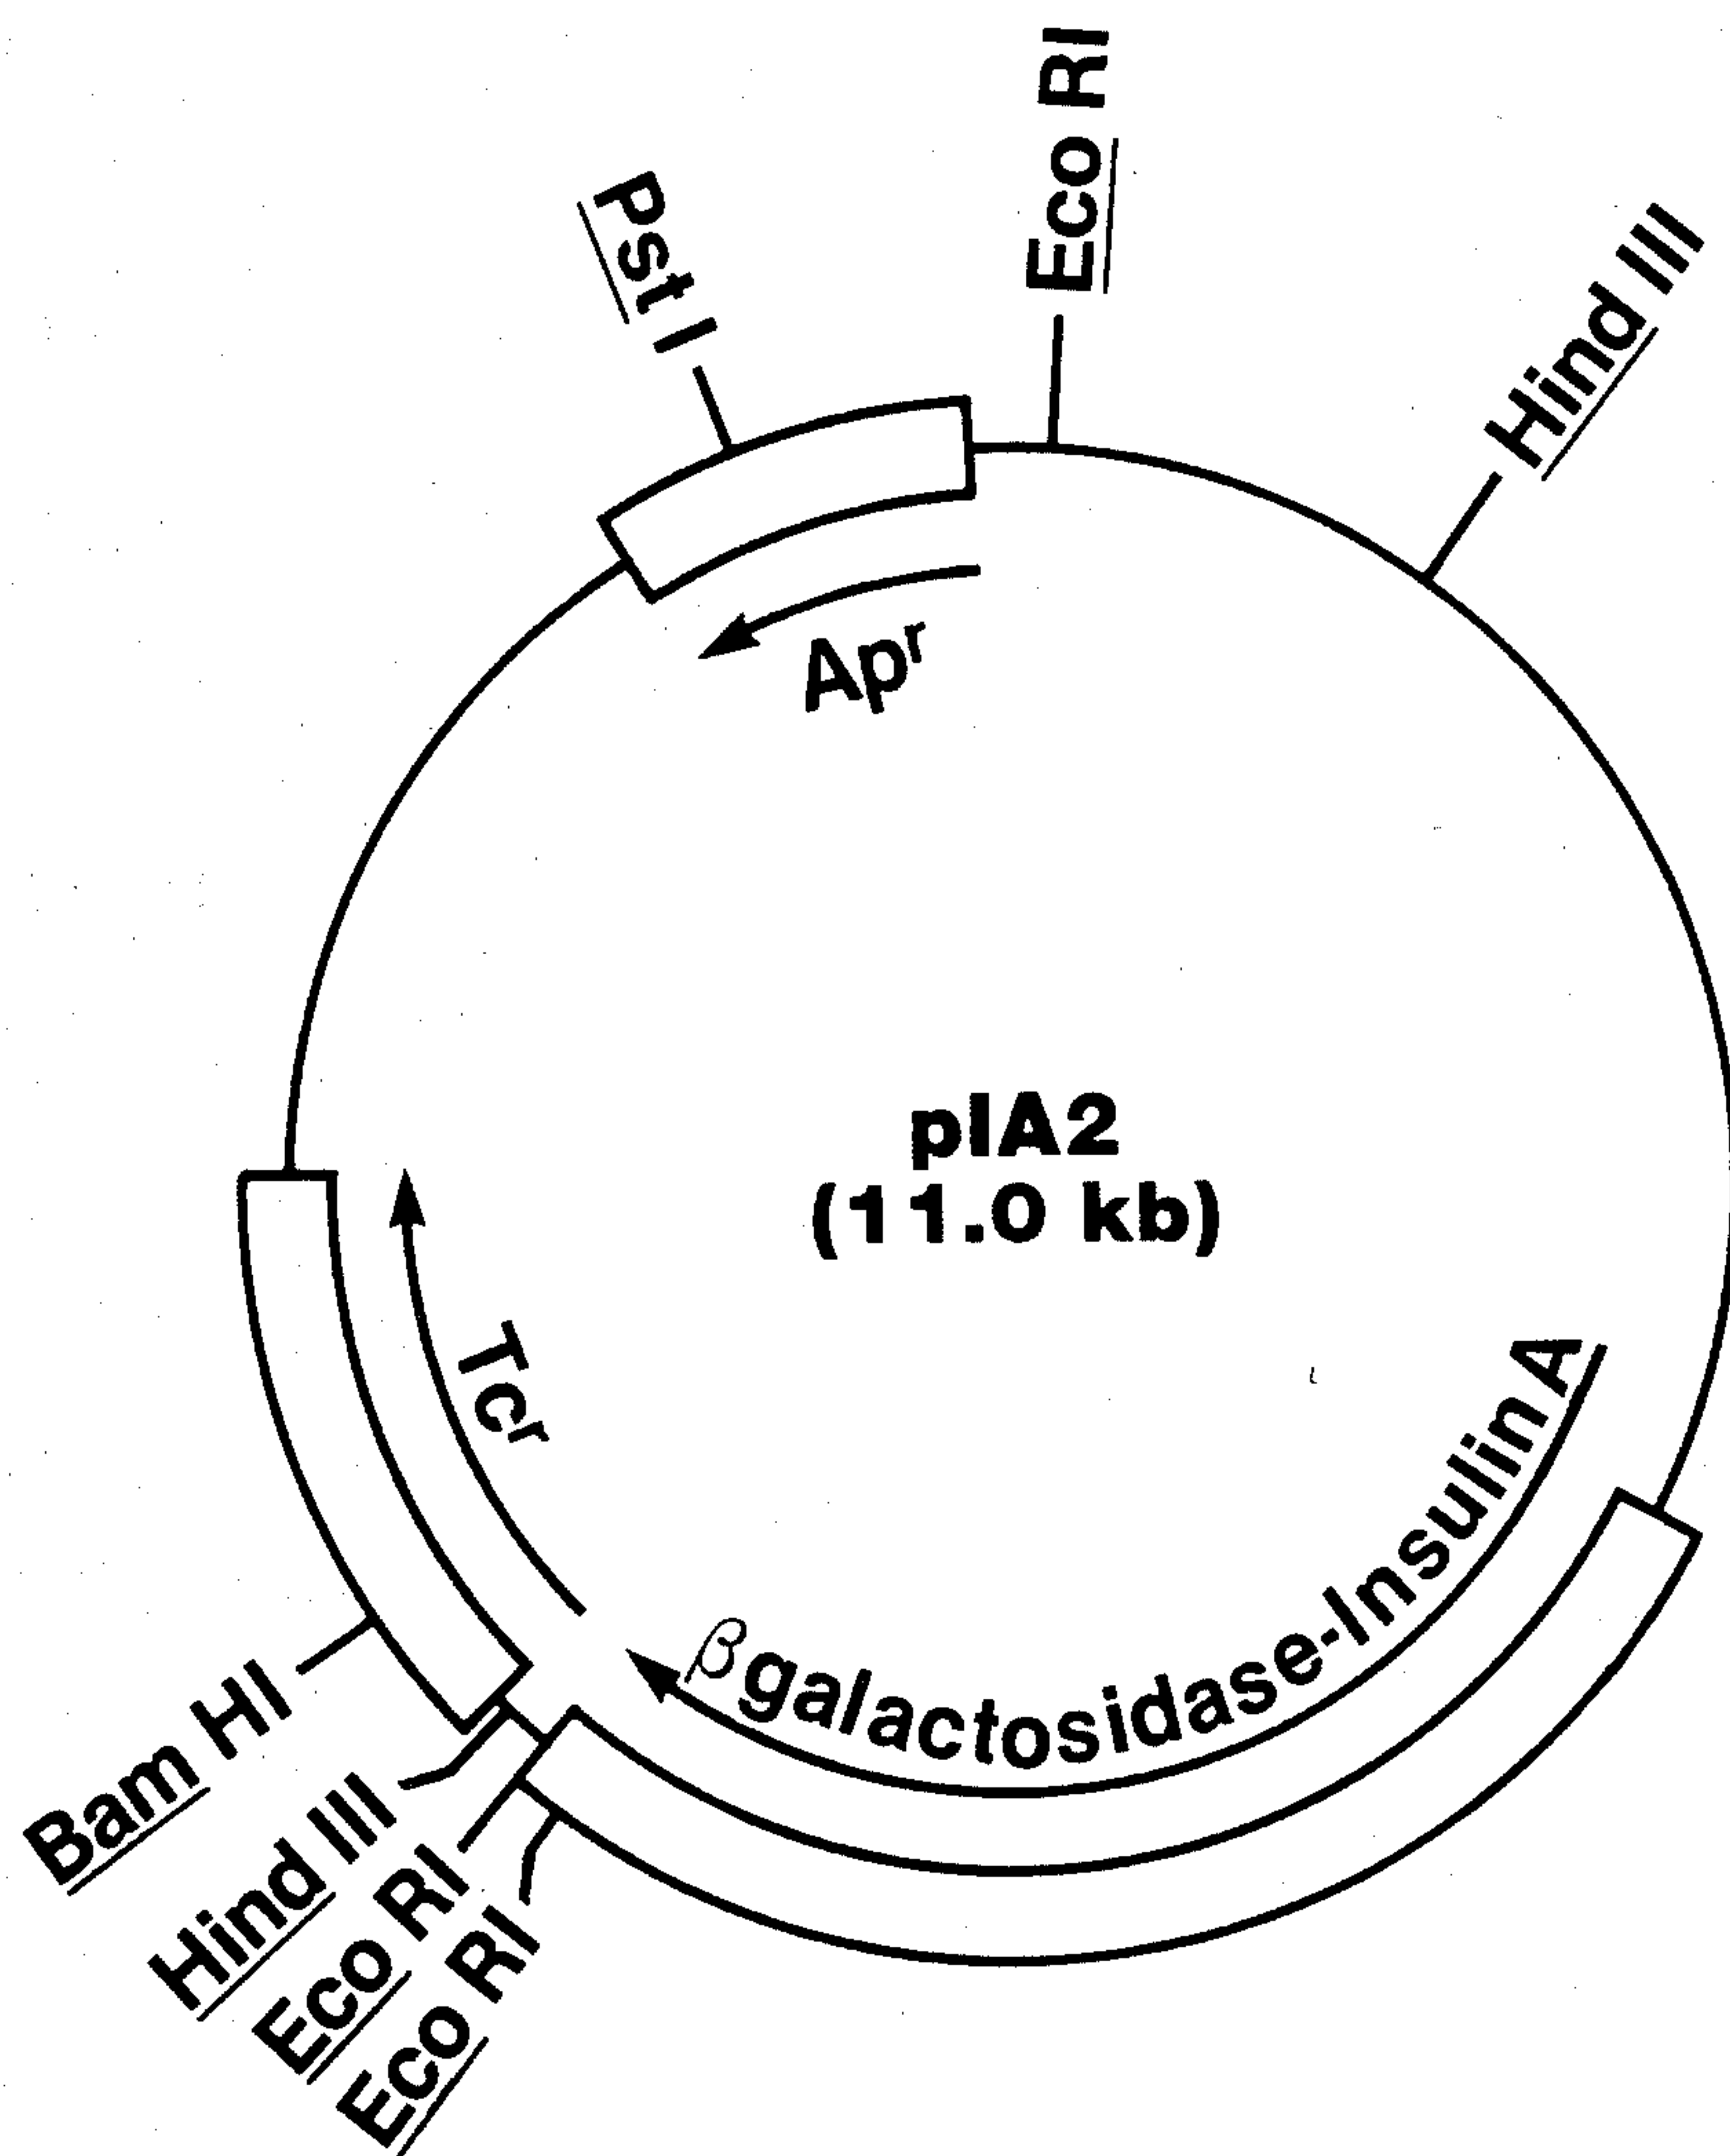 Pst I
Eco RI
Hind III
Apr
pIA2
(11.0 kb)
Tcr
βgalactosidase-Insulin A
Bam HI
Hind III
Eco RI
Eco RI